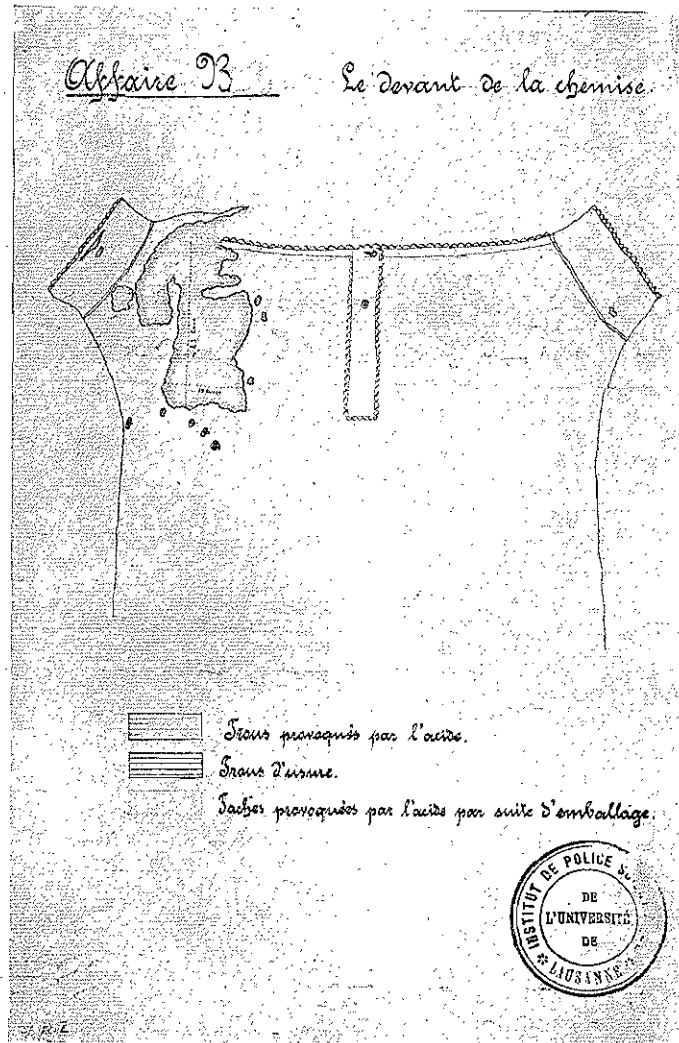 Affaire B Le devant de la chemise.
Trous provoqués par l'acide.
Trous d'usure.
Taches provoquées par l'acide par suite d'emballage.
INSTITUT DE POLICE
DE
L'UNIVERSITÉ
DE
LAUSANNE